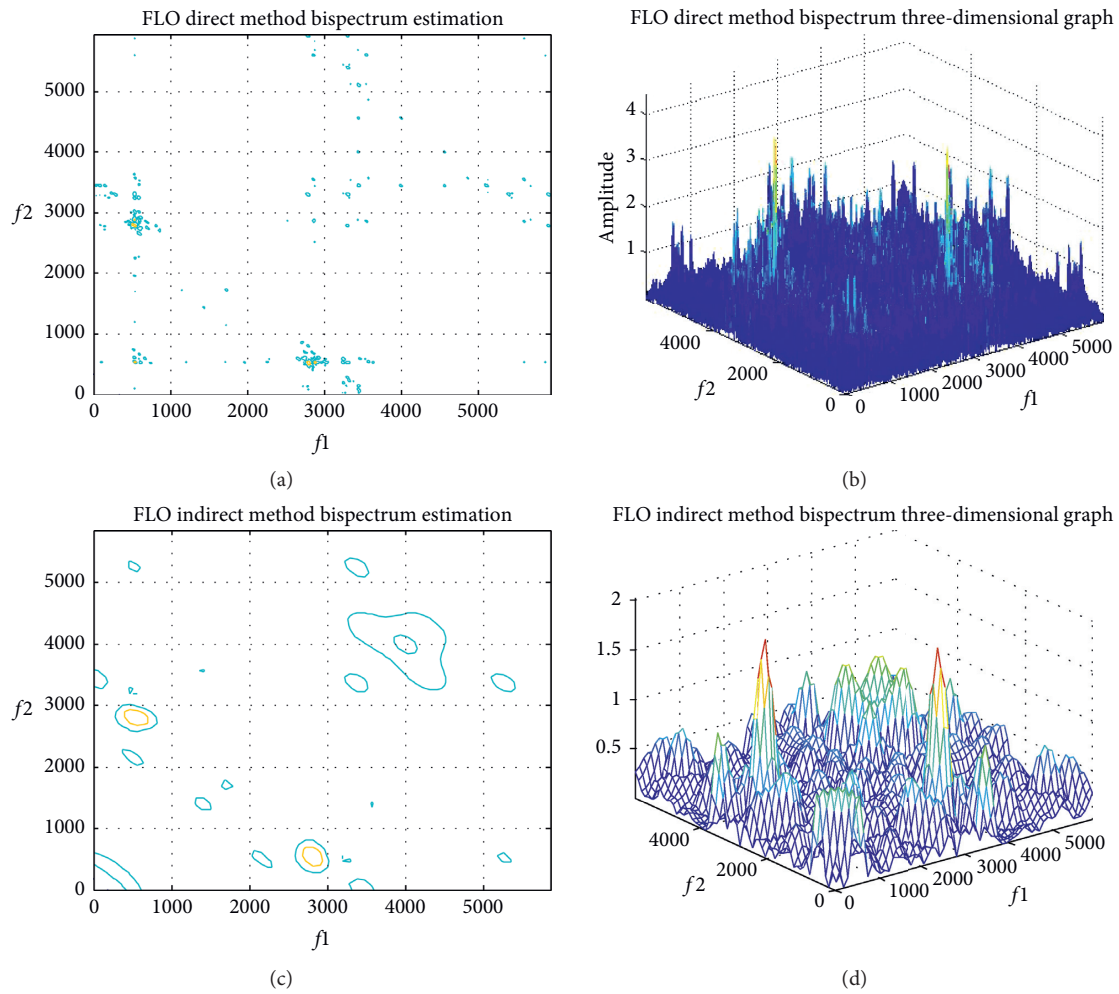 FLO direct method bispectrum estimation
5000
4000
f2
3000
2000
1000
0
0 1000 2000 3000 4000 5000
f1
(a)
FLO direct method bispectrum three-dimensional graph
4
3
2
1
Amplitude
4000
2000
0
f2
0
1000
2000
3000
4000
5000
f1
(b)
FLO indirect method bispectrum estimation
5000
4000
f2
3000
2000
1000
0
0 1000 2000 3000 4000 5000
f1
(c)
FLO indirect method bispectrum three-dimensional graph
2
1.5
1
0.5
4000
2000
0
f2
0
1000
2000
3000
4000
5000
f1
(d)